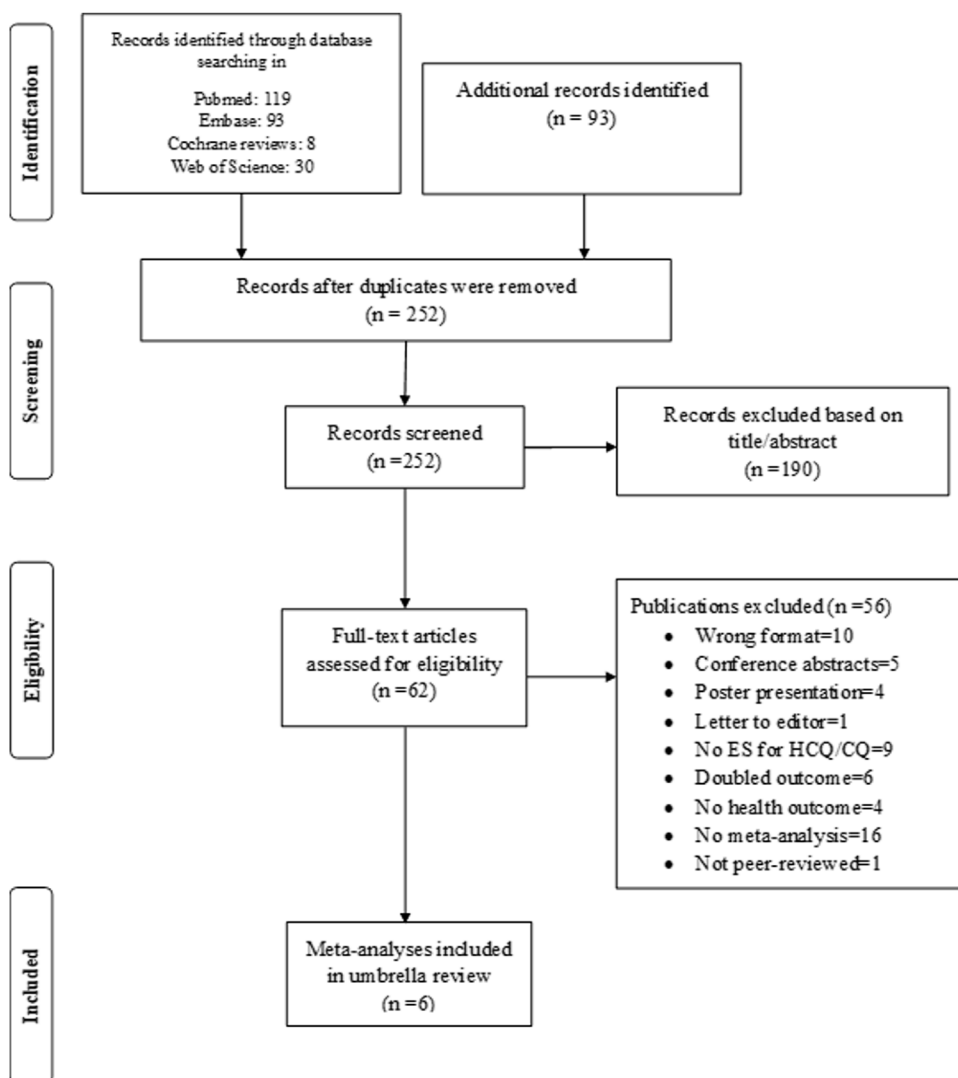 Identification
Records identified through database
searching in
Pubmed: 119
Embase: 93
Cochrane reviews: 8
Web of Science: 30
Additional records identified
(n = 93)
Screening
Records after duplicates were removed
(n = 252)
Records screened
(n =252)
Records excluded based on
title/abstract
(n =190)
Eligibility
Full-text articles
assessed for eligibility
(n =62)
Publications excluded (n =56)
• Wrong format=10
• Conference abstracts=5
• Poster presentation=4
• Letter to editor=1
• No ES for HCQ/CQ=9
• Doubled outcome=6
• No health outcome=4
• No meta-analysis=16
• Not peer-reviewed=1
Included
Meta-analyses included
in umbrella review
(n =6)